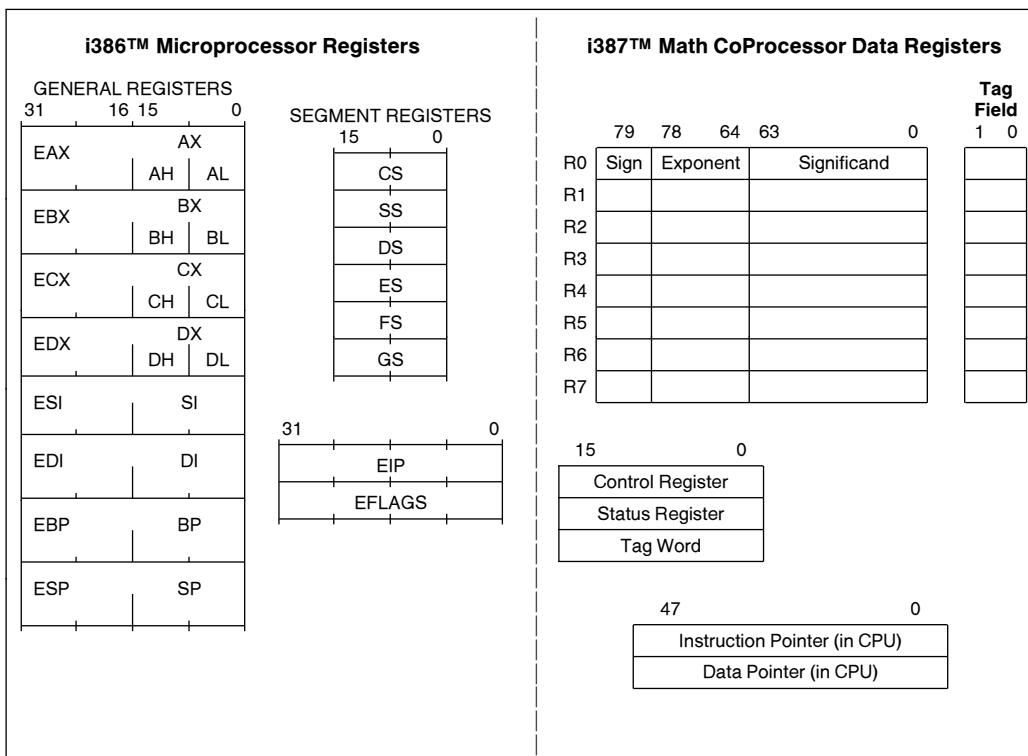 i386™ Microprocessor Registers
GENERAL REGISTERS
31 16 15 0
EAX AX
AH AL
EBX BX
BH BL
ECX CX
CH CL
EDX DX
DH DL
ESI SI
EDI DI
EBP BP
ESP SP
SEGMENT REGISTERS
15 0
CS
SS
DS
ES
FS
GS
31 0
EIP
EFLAGS
i387™ Math CoProcessor Data Registers
Tag
Field
79 78 64 63 0 1 0
R0 Sign Exponent Significand
R1
R2
R3
R4
R5
R6
R7
15 0
Control Register
Status Register
Tag Word
47 0
Instruction Pointer (in CPU)
Data Pointer (in CPU)